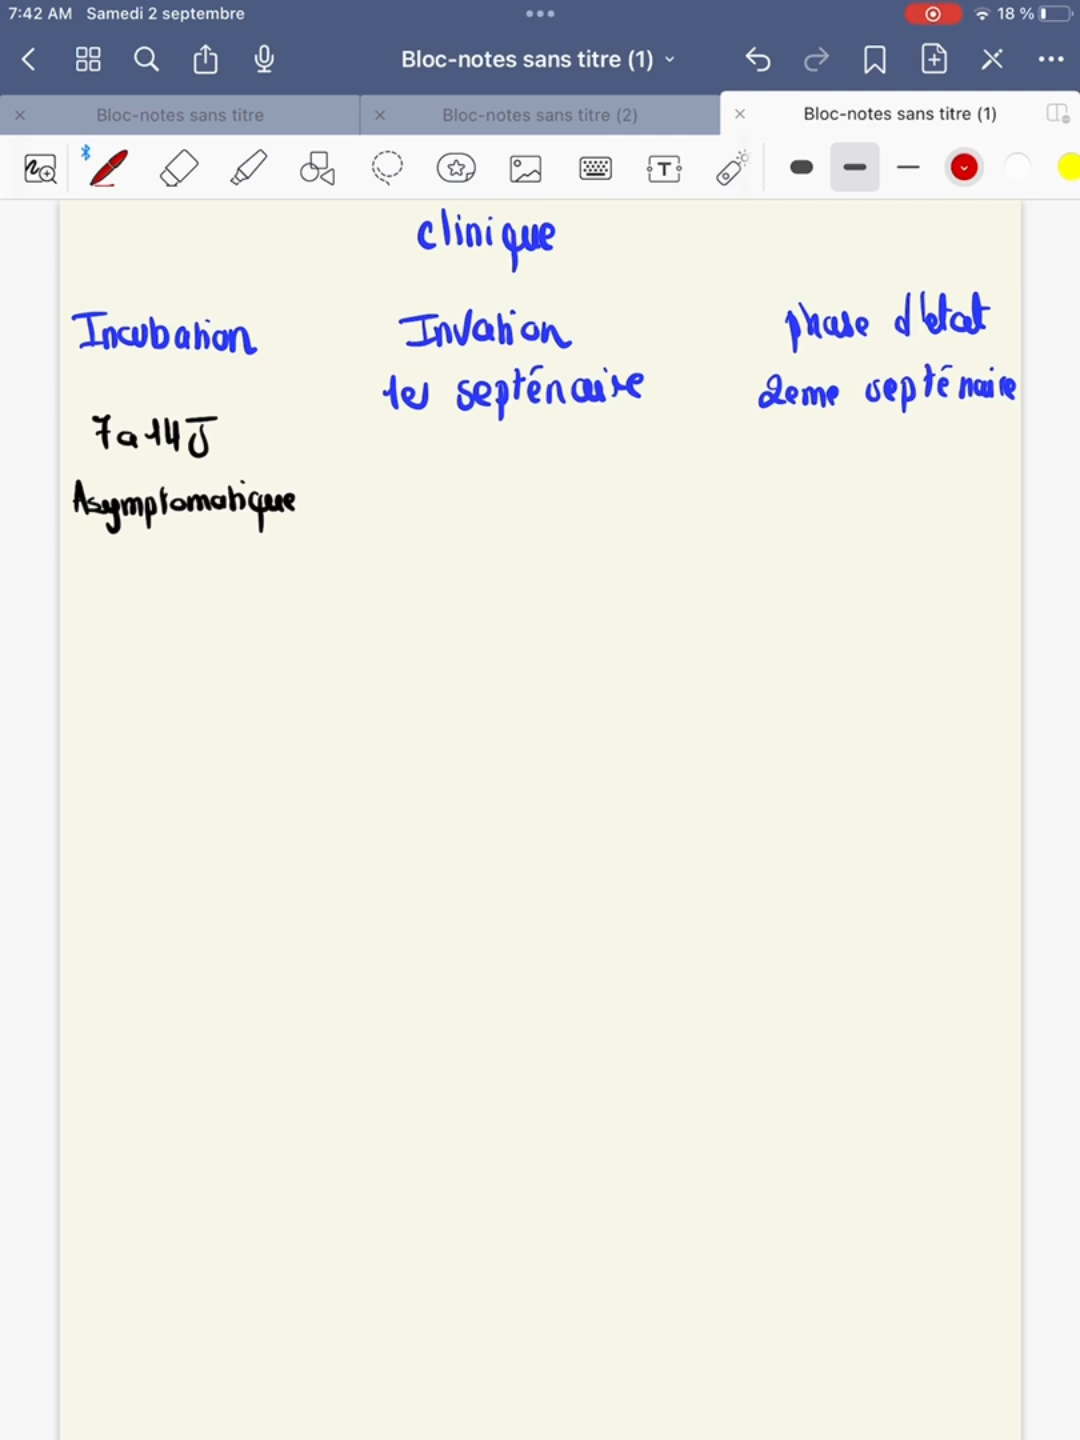 7:42 AM Samedi 2 septembre
18 %
Bloc-notes sans titre (1)
Bloc-notes sans titre
Bloc-notes sans titre (2)
Bloc-notes sans titre (1)
T
clinique
Incubation
Invation
phase d'état
1er septénaire
2eme septénaire
7 a 14 J
Asymptomatique